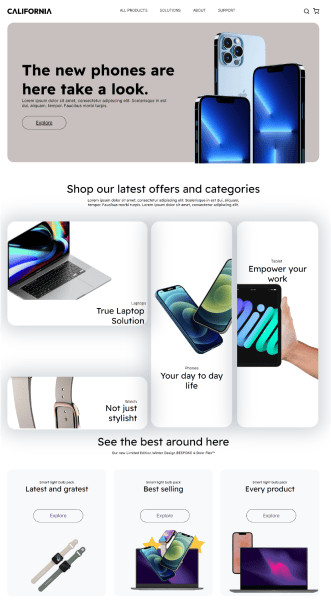 CALIFORNIA
ALL PRODUCTS SOLUTIONS ABOUT SUPPORT
The new phones are
here take a look.
Lorem ipsum dolor sit amet, consectetur adipiscing elit. Scelerisque in est
dui, aliquam, tempor. Faucibus morbi turpis.
Explore
Shop our latest offers and categories
Lorem ipsum dolor sit amet, consectetur adipiscing elit. Scelerisque in est dui, aliquam,
tempor. Faucibus morbi turpis. Lorem ipsum dolor sit amet, consectetur adipiscing elit.
Laptops
True Laptop
Solution
Watch
Not just
stylisht
Phones
Your day to day
life
Tablet
Empower your
work
See the best around here
Our new Limited Edition Winter Design BESPOKE
Smart light bulb pack
Latest and gratest
Explore
Smart light bulb pack
Best selling
Explore
Smart light bulb pack
Every product
Explore